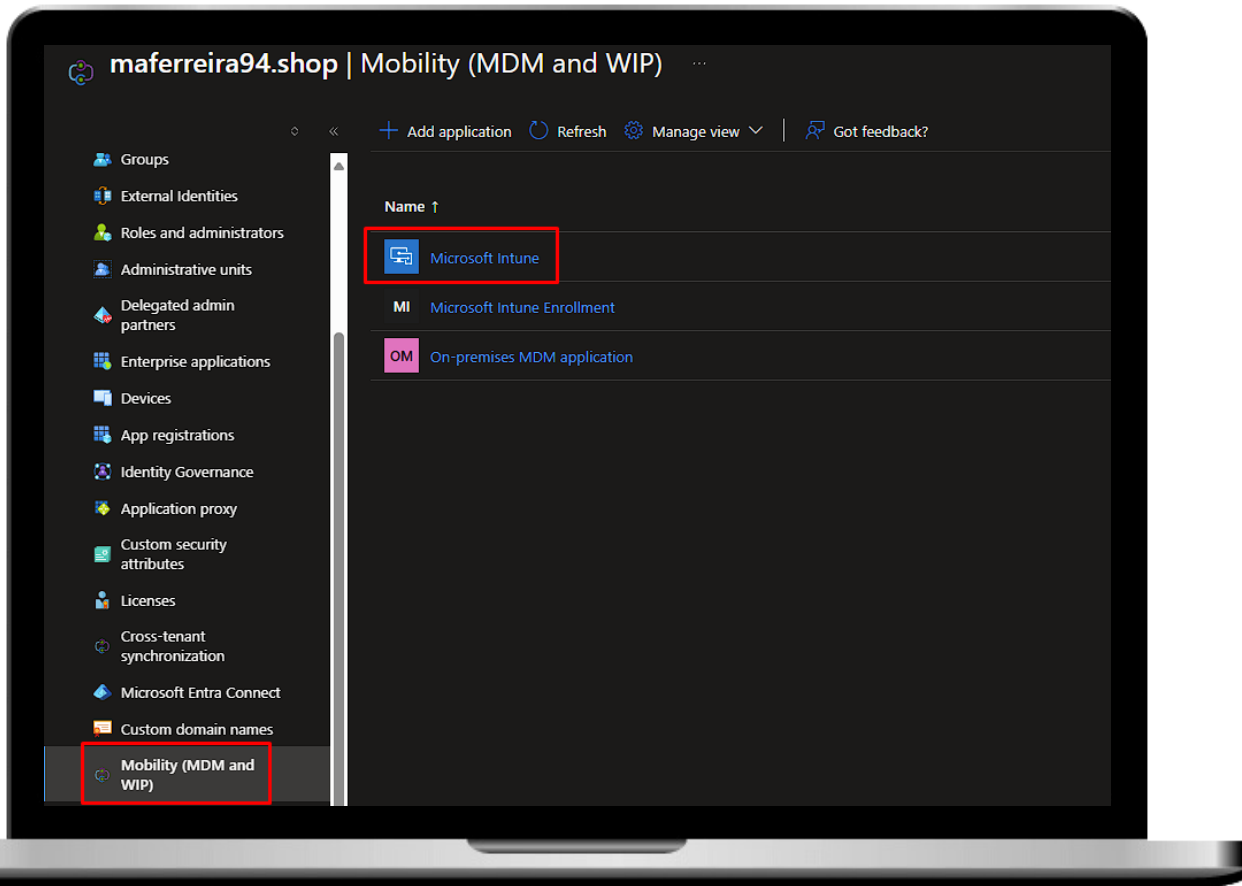 maferreira94.shop | Mobility (MDM and WIP) ...
Add application Refresh Manage view Got feedback?
Groups
External Identities
Roles and administrators
Administrative units
Delegated admin
partners
Enterprise applications
Devices
App registrations
Identity Governance
Application proxy
Custom security
attributes
Licenses
Cross-tenant
synchronization
Microsoft Entra Connect
Custom domain names
Mobility (MDM and
WIP)
Name ↑
Microsoft Intune
MI Microsoft Intune Enrollment
OM On-premises MDM application